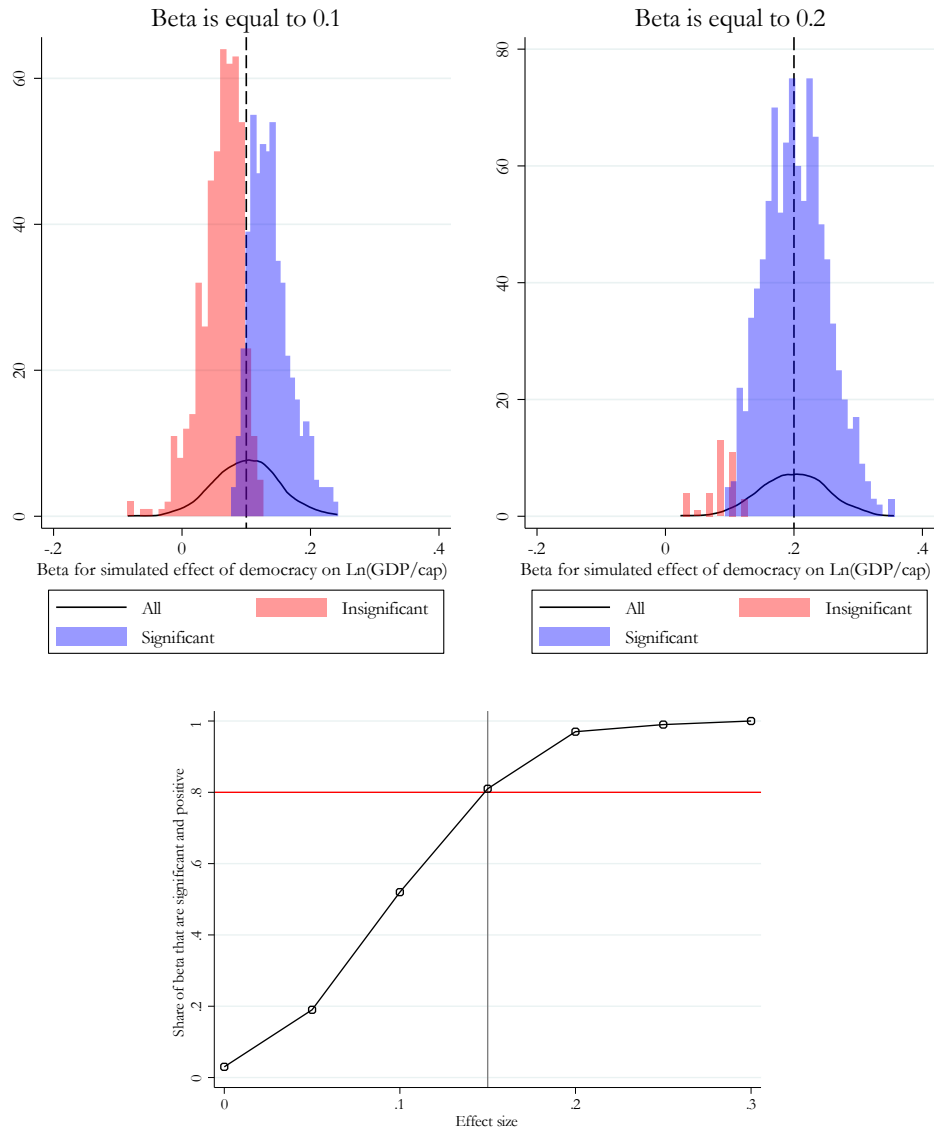 Beta is equal to 0.1
60
40
20
0
-.2 0 .2 .4
Beta for simulated effect of democracy on Ln(GDP/cap)
All Insignificant
Significant
Beta is equal to 0.2
80
60
40
20
0
-.2 0 .2 .4
Beta for simulated effect of democracy on Ln(GDP/cap)
All Insignificant
Significant
Share of beta that are significant and positive
1
.8
.6
.4
.2
0
0 .1 .2 .3
Effect size